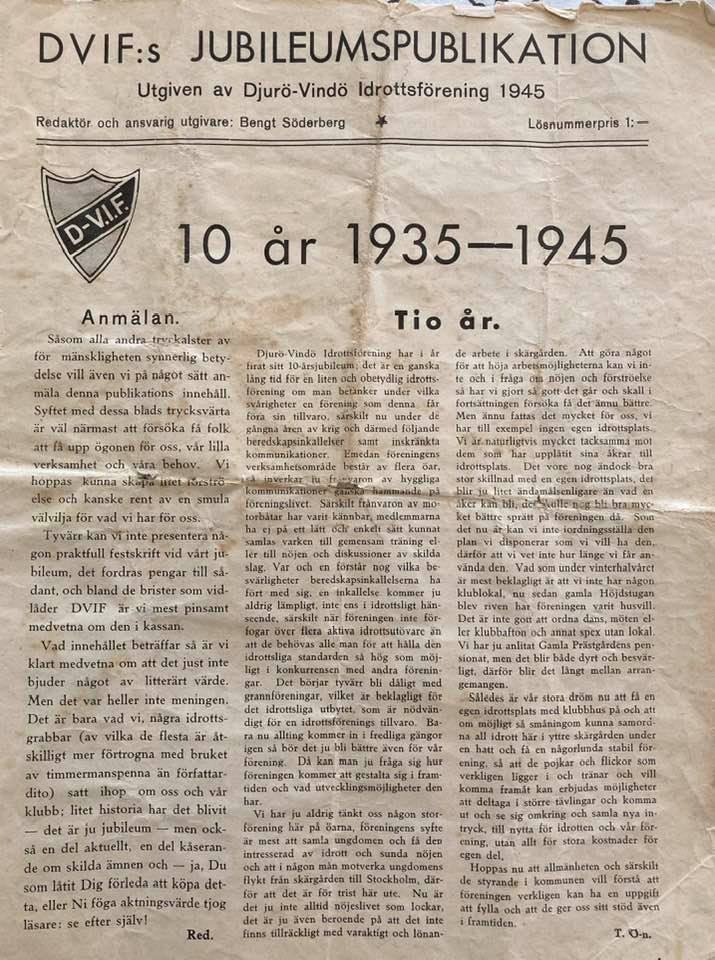 DVIF:s JUBILEUMSPUBLIKATION
Utgiven av Djurö-Vindö Idrottsförening 1945
Redaktör och ansvarig utgivare: Bengt Söderberg
Lösnummerpris 1:—
D-V.I.F.
10 år 1935—1945
Anmälan.
Såsom alla andra tryckalster av
för mänskligheten synnerlig bety-
delse vill även vi på något sätt an-
mäla denna publikations innehåll.
Syftet med dessa blads trycksvärta
är väl närmast att försöka få folk
att få upp ögonen för oss, vår lilla
verksamhet och våra behov. Vi
hoppas kunna skapa litet förströ-
else och kanske rent av en smula
välvilja för vad vi har för oss.
Tyvärr kan vi inte presentera nå-
gon praktfull festskrift vid vårt ju-
bileum, det fordras pengar till så-
dant, och bland de brister som vid-
låder DVIF är vi mest pinsamt
medvetna om den i kassan.
Vad innehållet beträffar så är vi
klart medvetna om att det just inte
bjuder något av litterärt värde.
Men det var heller inte meningen.
Det är bara vad vi, några idrotts-
grabbar (av vilka de flesta är åt-
skilligt mer förtrogna med bruket
av timmermanspenna än författar-
dito) satt ihop om oss och vår
klubb; litet historia har det blivit
— det är ju jubileum — men ock-
så en del aktuellt, en del kåseran-
de om skilda ämnen och — ja, Du
som låtit Dig förleda att köpa det-
ta, eller Ni föga aktningsvärde tjog
läsare: se efter själv!
Red.
Tio år.
Djurö-Vindö Idrottsförening har i år
firat sitt 10-årsjubileum; det är en ganska
lång tid för en liten och obetydlig idrotts-
förening om man betänker under vilka
svårigheter en förening som denna får
föra sin tillvaro, särskilt nu under de
gångna åren av krig och därmed följande
beredskapsinkallelser samt inskränkta
kommunikationer. Emedan föreningens
verksamhetsområde består av flera öar,
så inverkar ju frånvaron av hyggliga
kommunikationer ganska hämmande på
föreningslivet. Särskilt frånvaron av mo-
torbåtar har varit kännbar, medlemmarna
ha ej på ett lätt och enkelt sätt kunnat
samlas varken till gemensam träning el-
ler till nöjen och diskussioner av skilda
slag. Var och en förstår nog vilka be-
svärligheter beredskapsinkallelserna ha
fört med sig, en inkallelse kommer ju
aldrig lämpligt, inte ens i idrottsligt hän-
seende, särskilt när föreningen inte för-
fogar över flera aktiva idrottsutövare än
att de behövas alla man för att hålla den
idrottsliga standarden så hög som möj-
ligt i konkurrensen med andra förenin-
gar. Det börjar tyvärr bli dåligt med
grannföreningar, vilket är beklagligt för
det idrottsliga utbytet, som är nödvän-
digt för en idrottsförenings tillvaro. Ba-
ra nu allting kommer in i fredliga gängor
igen så bör det ju bli bättre även för vår
förening. Då kan man ju fråga sig hur
föreningen kommer att gestalta sig i fram-
tiden och vad utvecklingsmöjligheter den
har.
Vi har ju aldrig tänkt oss någon stor-
förening här på öarna, föreningens syfte
är mest att samla ungdomen och få den
intresserad av idrott och sunda nöjen
och att i någon mån motverka ungdomens
flykt från skärgården till Stockholm, där-
för att det är för trist här ute. Nu är
det ju inte alltid nöjeslivet som lockar,
det är ju även beroende på att det inte
finns tillräckligt med varaktigt och lönan-
de arbete i skärgården. Att göra något
för att höja arbetsmöjligheterna kan vi in-
te och i fråga om nöjen och förströelse
så har vi gjort så gott det går och skall i
fortsättningen försöka få det ännu bättre.
Men ännu fattas det mycket för oss, vi
har till exempel ingen egen idrottsplats.
Vi är naturligtvis mycket tacksamma mot
dem som har upplåtit sina åkrar till
idrottsplats. Det vore nog ändock bra
stor skillnad med en egen idrottsplats, det
blir ju litet ändamålsenligare än vad en
åker kan bli, det skulle nog bli bra myc-
ket bättre sprätt på föreningen då. Som
det nu är kan vi inte iordningsställa den
plan vi disponerar som vi vill ha den,
därför att vi vet inte hur länge vi får an-
vända den. Vad som under vinterhalvåret
är mest beklagligt är att vi inte har någon
klubblokal, nu sedan gamla Höjdstugan
blev riven har föreningen varit husvill.
Det är inte gott att ordna dans, möten el-
ler klubbafton och annat spex utan lokal.
Vi har ju anlitat Gamla Prästgårdens pen-
sionat, men det blir både dyrt och besvär-
ligt, därför blir det långt mellan arran-
gemangen.
Således är vår stora dröm nu att få en
egen idrottsplats med klubbhus på och att
om möjligt så småningom kunna samord-
na all idrott här i yttre skärgården under
en hatt och få en någorlunda stabil för-
ening, så att de pojkar och flickor som
verkligen ligger i och tränar och vill
komma framåt kan erbjudas möjligheter
att deltaga i större tävlingar och komma
ut och se sig omkring och samla nya in-
tryck, till nytta för idrotten och vår för-
ening, utan allt för stora kostnader för
egen del.
Hoppas nu att allmänheten och särskilt
de styrande i kommunen vill förstå att
föreningen verkligen kan ha en uppgift
att fylla och att de ger oss sitt stöd även
i framtiden.
T. Ö-n.